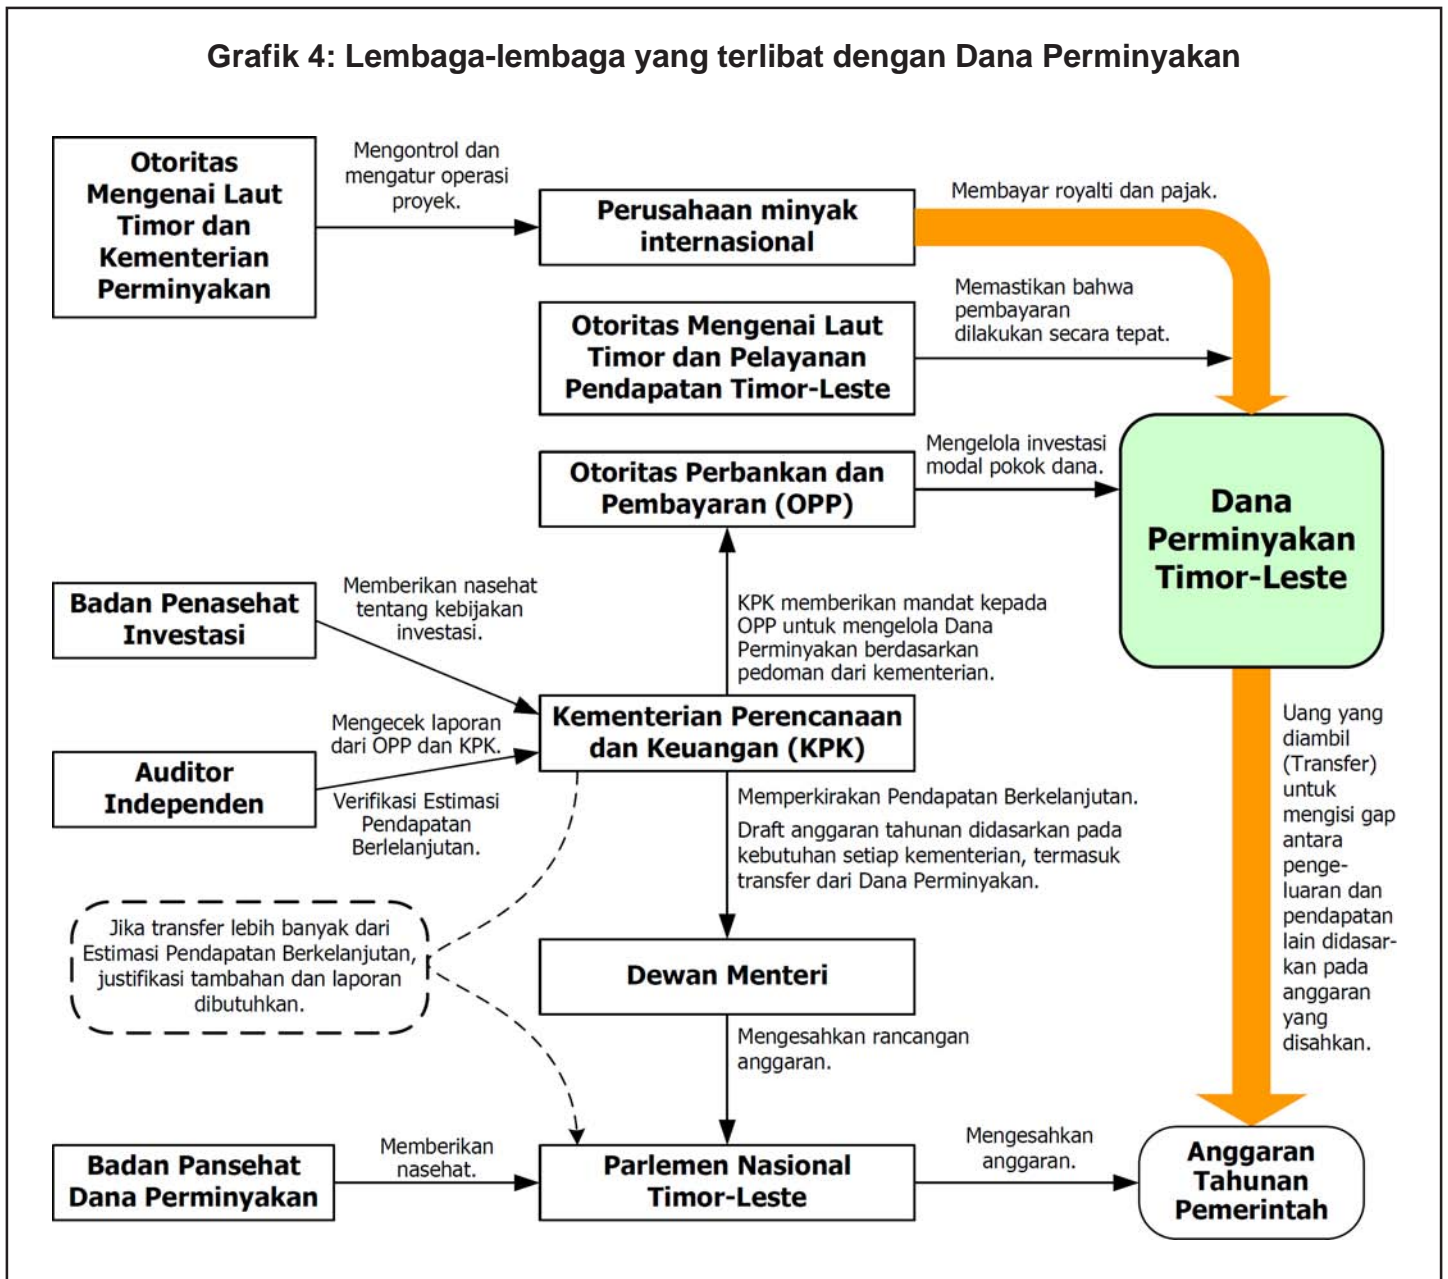 Grafik 4: Lembaga-lembaga yang terlibat dengan Dana Perminyakan
Otoritas
Mengenai Laut
Timor dan
Kementerian
Perminyakan
Mengontrol dan
mengatur operasi
proyek.
Perusahaan minyak
internasional
Membayar royalti dan pajak.
Otoritas Mengenai Laut
Timor dan Pelayanan
Pendapatan Timor-Leste
Memastikan bahwa
pembayaran
dilakukan secara tepat.
Otoritas Perbankan dan
Pembayaran (OPP)
Mengelola investasi
modal pokok dana.
Dana
Perminyakan
Timor-Leste
Badan Penasehat
Investasi
Memberikan nasehat
tentang kebijakan
investasi.
KPK memberikan mandat kepada
OPP untuk mengelola Dana
Perminyakan berdasarkan
pedoman dari kementerian.
Auditor
Independen
Mengecek laporan
dari OPP dan KPK.
Verifikasi Estimasi
Pendapatan
Berlelanjutan.
Kementerian Perencanaan
dan Keuangan (KPK)
Memperkirakan Pendapatan Berkelanjutan.
Draft anggaran tahunan didasarkan pada
kebutuhan setiap kementerian, termasuk
transfer dari Dana Perminyakan.
Uang yang
diambil
(Transfer)
untuk
mengisi gap
antara
penge-
luaran dan
pendapatan
lain didasar-
kan pada
anggaran
yang
disahkan.
Jika transfer lebih banyak dari
Estimasi Pendapatan Berkelanjutan,
justifikasi tambahan dan laporan
dibutuhkan.
Dewan Menteri
Mengesahkan rancangan
anggaran.
Badan Pansehat
Dana Perminyakan
Memberikan
nasehat.
Parlemen Nasional
Timor-Leste
Mengesahkan
anggaran.
Anggaran
Tahunan
Pemerintah